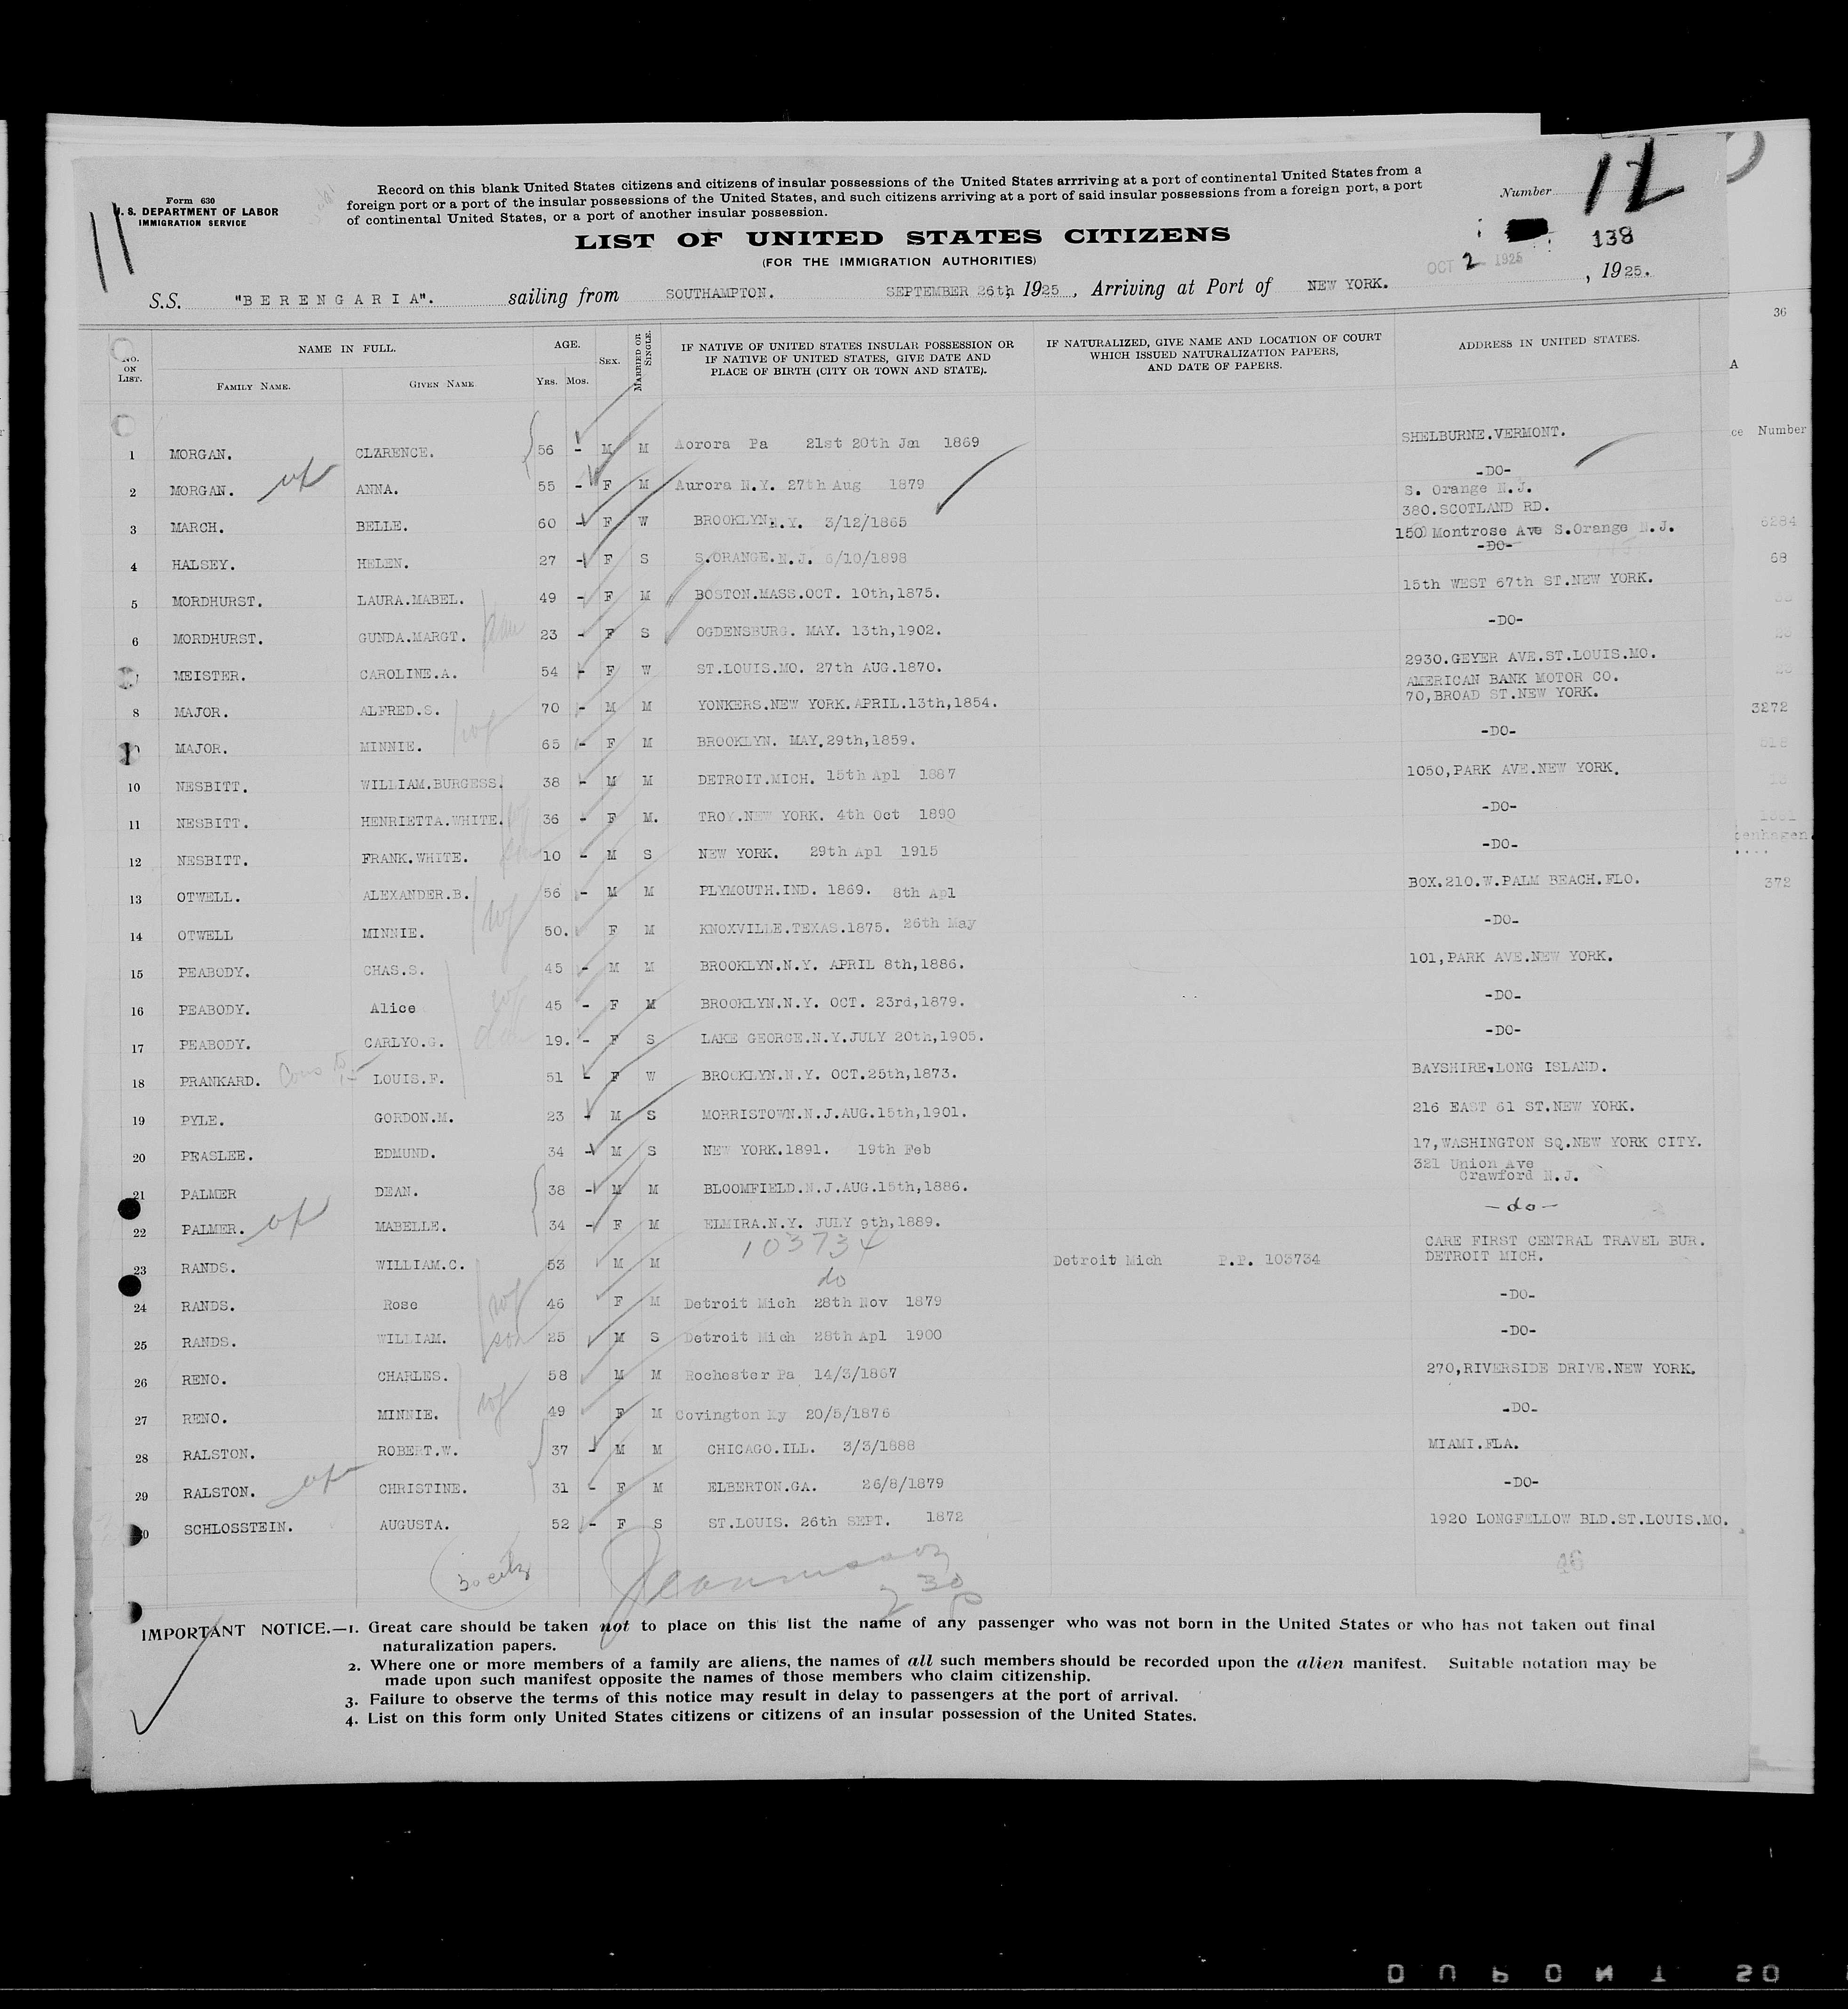 Form 630
U. S. DEPARTMENT OF LABOR
IMMIGRATION SERVICE
11
Record on this blank United States citizens and citizens of insular possessions of the United States arrriving at a port of continental United States from a
foreign port or a port of the insular possessions of the United States, and such citizens arriving at a port of said insular possessions from a foreign port, a port
of continental United States, or a port of another insular possession.
Number 12
138
LIST OF UNITED STATES CITIZENS
(FOR THE IMMIGRATION AUTHORITIES)
OCT 2 1925
S.S. "BERENGARIA". sailing from SOUTHAMPTON. SEPTEMBER 26th, 1925, Arriving at Port of NEW YORK. , 1925.
36
NO. ON LIST. NAME IN FULL. AGE. SEX. MARRIED OR SINGLE. IF NATIVE OF UNITED STATES INSULAR POSSESSION OR IF NATIVE OF UNITED STATES, GIVE DATE AND PLACE OF BIRTH (CITY OR TOWN AND STATE). IF NATURALIZED, GIVE NAME AND LOCATION OF COURT WHICH ISSUED NATURALIZATION PAPERS, AND DATE OF PAPERS. ADDRESS IN UNITED STATES.
FAMILY NAME. GIVEN NAME YRS. MOS.
A
ce Number
1 MORGAN. CLZRENCE. 56 - M M Aorora Pa 21st 20th Jan 1869 SHELBURNE.VERMONT.
2 MORGAN. ANNA. 55 - F M Aurora N.Y. 27th Aug 1879 -DO-
S. Orange N.J.
3 MARCH. BELLE. 60 - F W BROOKLYN.N.Y. 3/12/1865 380.SCOTLAND RD.
150 Montrose Ave S.Orange N.J.
6284
4 HALSEY. HELEN. 27 - F S S.ORANGE.N.J. 6/10/1898 -DO-
68
5 MORDHURST. LAURA.MABEL. 49 - F M BOSTON.MASS.OCT. 10th,1875. 15th WEST 67th ST.NEW YORK.
6 MORDHURST. GUNDA.MARGT. 23 - F S OGDENSBURG. MAY. 13th,1902. -DO-
MEISTER. CAROLINE.A. 54 - F W ST.LOUIS.MO. 27th AUG.1870. 2930.GEYER AVE.ST.LOUIS.MO.
AMERICAN BANK MOTOR CO.
8 MAJOR. ALFRED.S. 70 - M M YONKERS.NEW YORK.APRIL.13th,1854. 70,BROAD ST.NEW YORK.
3272
MAJOR. MINNIE. 65 - F M BROOKLYN. MAY.29th,1859. -DO-
10 NESBITT. WILLIAM.BURGESS. 38 - M M DETROIT.MICH. 15th Apl 1887 1050,PARK AVE.NEW YORK.
11 NESBITT. HENRIETTA.WHITE. 36 - F M. TROY.NEW YORK. 4th Oct 1890 -DO-
12 NESBITT. FRANK.WHITE. 10 - M S NEW YORK. 29th Apl 1915 -DO-
enhagen.
13 OTWELL. ALEXANDER.B. 56 - M M PLYMOUTH.IND. 1869. 8th Apl BOX.210.W.PALM BEACH.FLO.
372
14 OTWELL MINNIE. 50. F M KNOXVILLE.TEXAS.1875. 26th May -DO-
15 PEABODY. CHAS.S. 45 - M M BROOKLYN.N.Y. APRIL 8th,1886. 101,PARK AVE.NEW YORK.
16 PEABODY. Alice 45 - F M BROOKLYN.N.Y. OCT. 23rd,1879. -DO-
17 PEABODY. CARLYO.G. 19. - F S LAKE GEORGE.N.Y.JULY 20th,1905. -DO-
18 PRANKARD. LOUIS.F. 51 - F W BROOKLYN.N.Y. OCT.25th,1873. BAYSHIRE,LONG ISLAND.
19 PYLE. GORDON.M. 23 - M S MORRISTOWN.N.J.AUG.15th,1901. 216 EAST 61 ST.NEW YORK.
20 PEASLEE. EDMUND. 34 - M S NEW YORK.1891. 19th Feb 17,WASHINGTON SQ.NEW YORK CITY.
321 Union Ave
Crawford N.J.
21 PALMER DEAN. 38 - M M BLOOMFIELD.N.J.AUG.15th,1886.
22 PALMER. MABELLE. 34 - F M ELMIRA.N.Y. JULY 9th,1889. - do -
103734
CARE FIRST CENTRAL TRAVEL BUR.
23 RANDS. WILLIAM.C. 53 M M Detroit Mich P.P. 103734 DETROIT MICH.
do
24 RANDS. Rose 46 F M Detroit Mich 28th Nov 1879 -DO-
wf
25 RANDS. WILLIAM. 25 M S Detroit Mich 28th Apl 1900 -DO-
son
26 RENO. CHARLES. 58 M M Rochester Pa 14/3/1867 270,RIVERSIDE DRIVE.NEW YORK.
wf
27 RENO. MINNIE. 49 F M Covington Ky 20/5/1876 -DO-
28 RALSTON. ROBERT.W. 37 - M M CHICAGO.ILL. 3/3/1888 MIAMI.FLA.
29 RALSTON. CHRISTINE. 31 - F M ELBERTON.GA. 26/8/1879 -DO-
30 SCHLOSSTEIN. AUGUSTA. 52 - F S ST.LOUIS. 26th SEPT. 1872 1920 LONGFELLOW BLD.ST.LOUIS.MO.
30 citz
46
IMPORTANT NOTICE.—1. Great care should be taken not to place on this list the name of any passenger who was not born in the United States or who has not taken out final
naturalization papers.
2. Where one or more members of a family are aliens, the names of all such members should be recorded upon the alien manifest. Suitable notation may be
made upon such manifest opposite the names of those members who claim citizenship.
3. Failure to observe the terms of this notice may result in delay to passengers at the port of arrival.
4. List on this form only United States citizens or citizens of an insular possession of the United States.
DUPONT SO